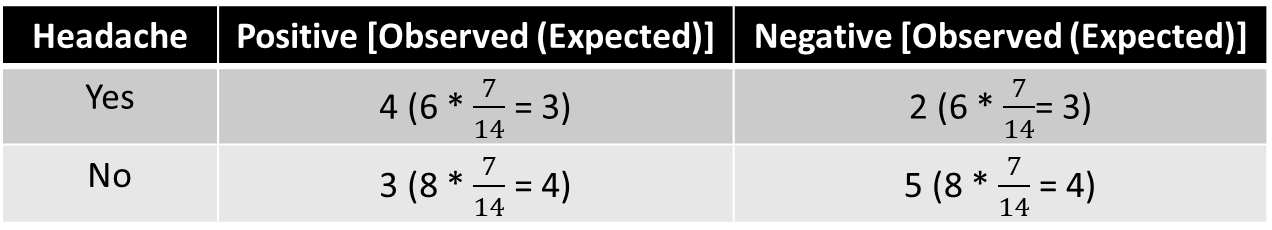 Headache Positive [Observed (Expected)] Negative [Observed (Expected)]
Yes 4 (6 * 7/14 = 3) 2 (6 * 7/14= 3)
No 3 (8 * 7/14 = 4) 5 (8 * 7/14 = 4)